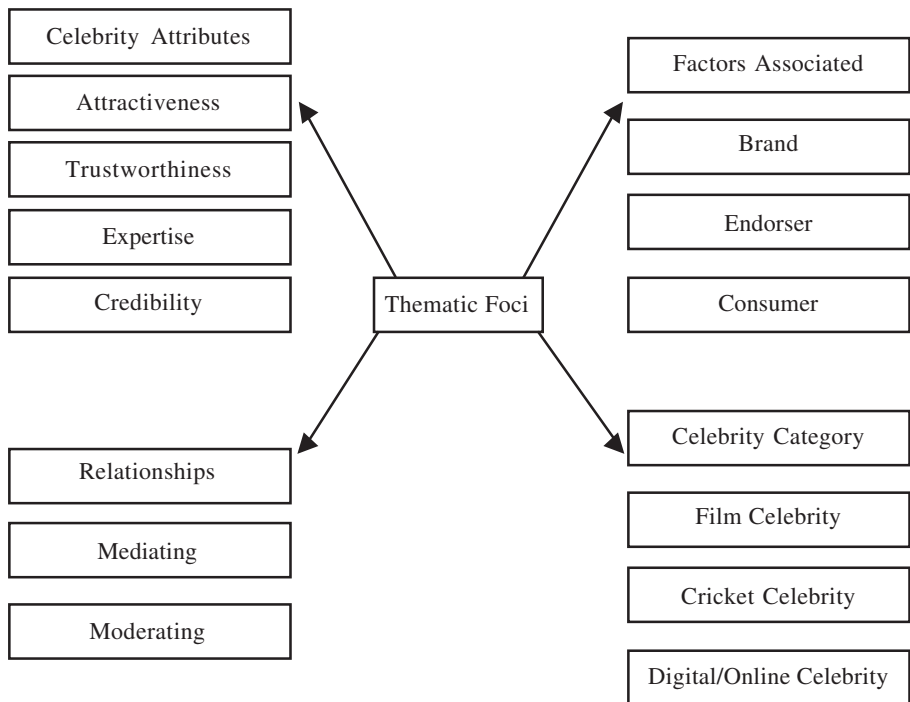 Celebrity Attributes
Attractiveness
Trustworthiness
Expertise
Credibility
Factors Associated
Brand
Endorser
Consumer
Thematic Foci
Relationships
Mediating
Moderating
Celebrity Category
Film Celebrity
Cricket Celebrity
Digital/Online Celebrity